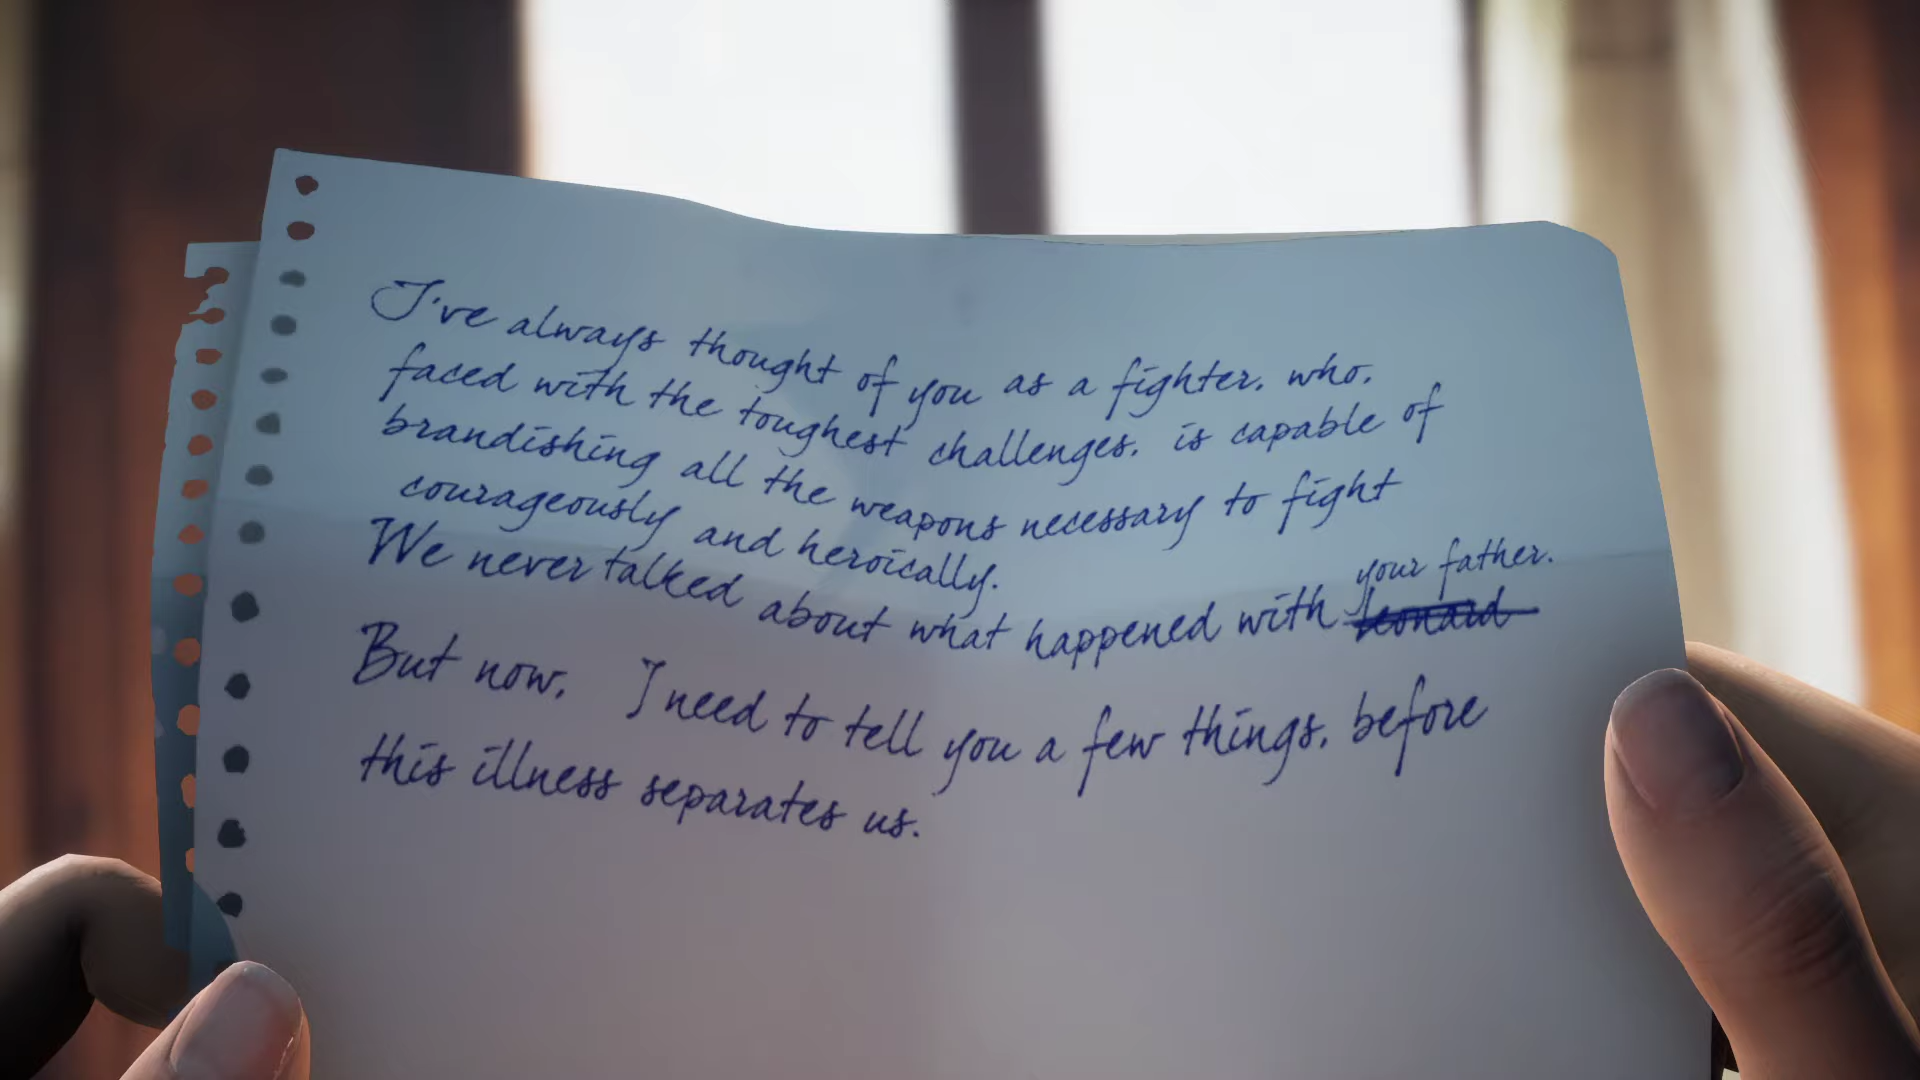 I've always thought of you as a fighter, who,
faced with the toughest challenges, is capable of
brandishing all the weapons necessary to fight
courageously and heroically.
your father.
We never talked about what happened with leonard
But now, I need to tell you a few things, before
this illness separates us.